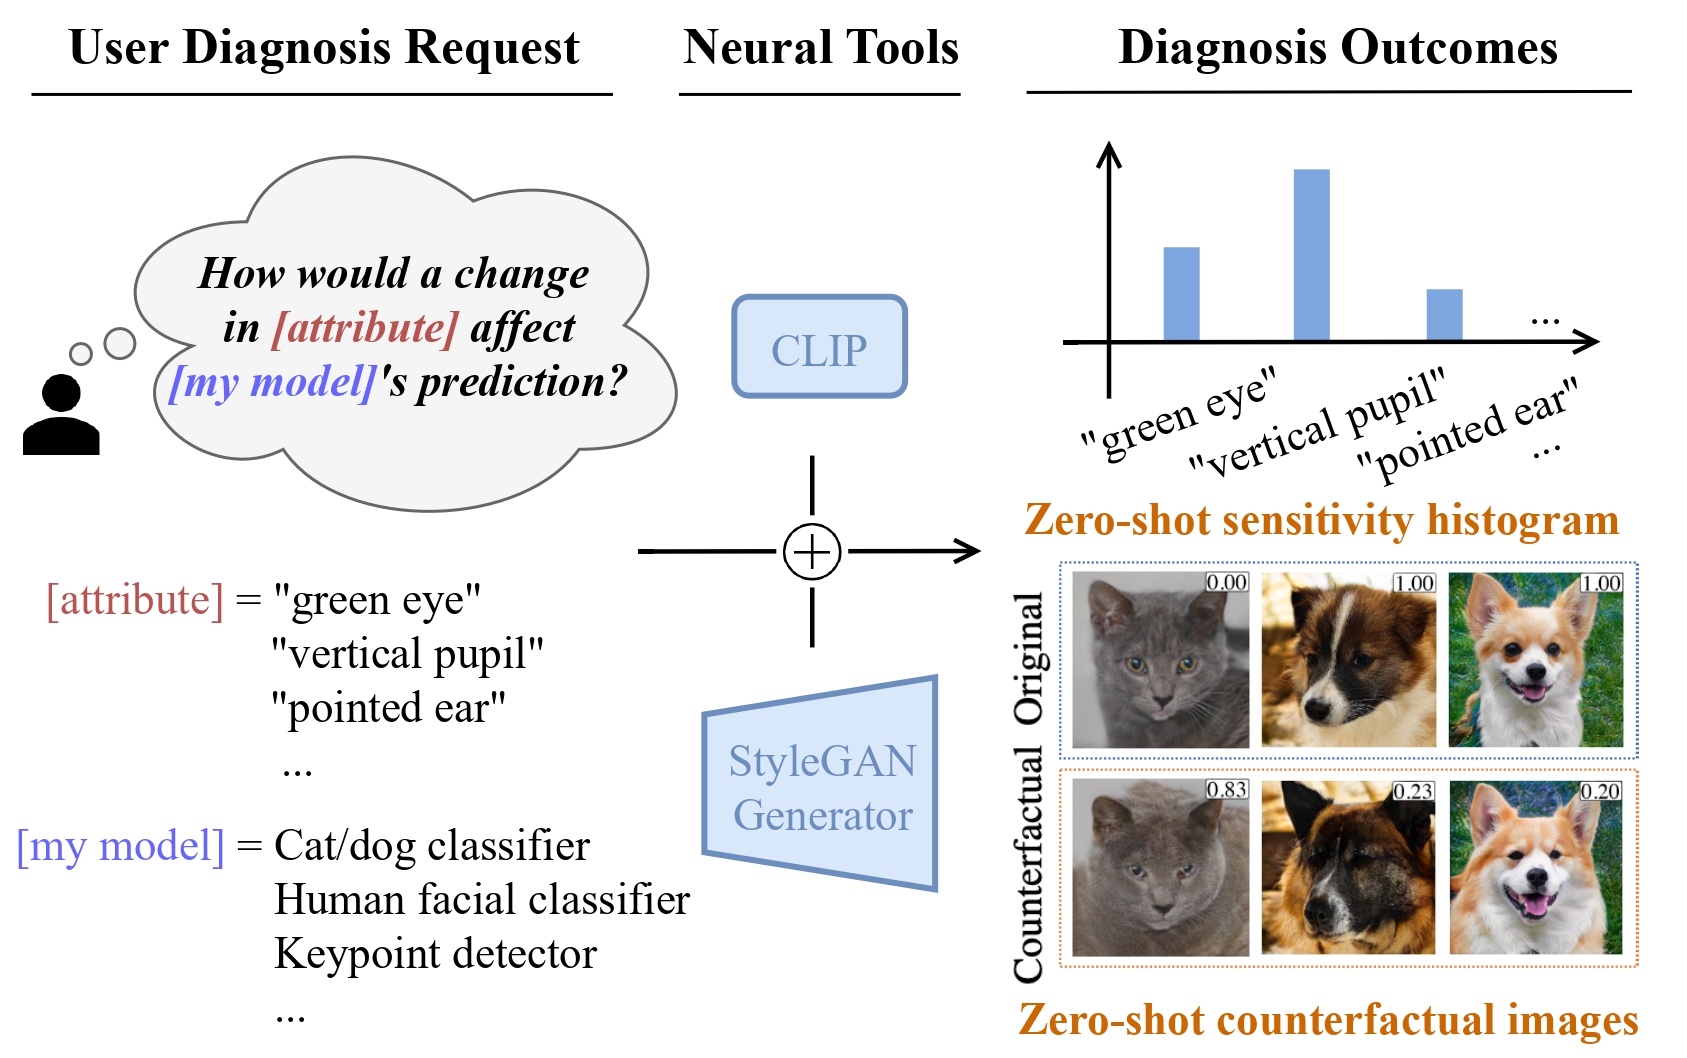 User Diagnosis Request
Neural Tools
Diagnosis Outcomes
How would a change
in [attribute] affect
[my model]'s prediction?
[attribute] = "green eye"
"vertical pupil"
"pointed ear"
...
[my model] = Cat/dog classifier
Human facial classifier
Keypoint detector
...
CLIP
StyleGAN
Generator
...
"green eye"
"vertical pupil"
"pointed ear"
...
Zero-shot sensitivity histogram
Original
0.00
1.00
1.00
Counterfactual
0.83
0.23
0.20
Zero-shot counterfactual images